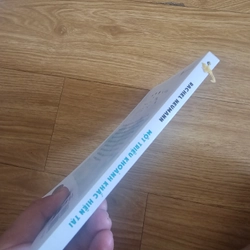 RACHEL NEUMANN
MỘT TRIỆU KHOẢNH KHẮC HIỆN TẠI